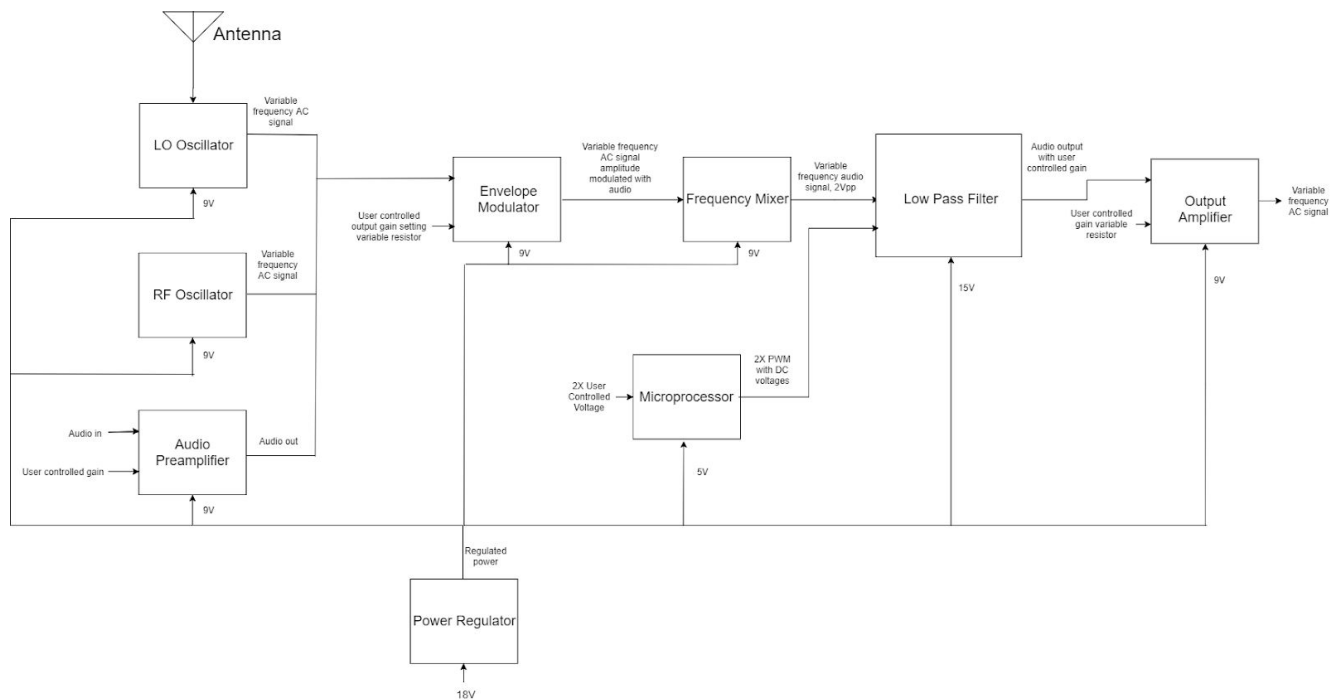 Antenna
Variable
frequency AC
signal
LO Oscillator
9V
Variable
frequency
AC signal
RF Oscillator
9V
Audio in
User controlled gain
Audio
Preamplifier
Audio out
9V
User controlled
output gain setting
variable resistor
Envelope
Modulator
9V
Variable frequency
AC signal
amplitude
modulated with
audio
Frequency Mixer
9V
Variable
frequency audio
signal, 2Vpp
Low Pass Filter
15V
Audio output
with user
controlled gain
User controlled
gain variable
resistor
Output
Amplifier
9V
Variable
frequency
AC signal
2X User
Controlled
Voltage
Microprocessor
2X PWM
with DC
voltages
5V
Regulated
power
Power Regulator
18V